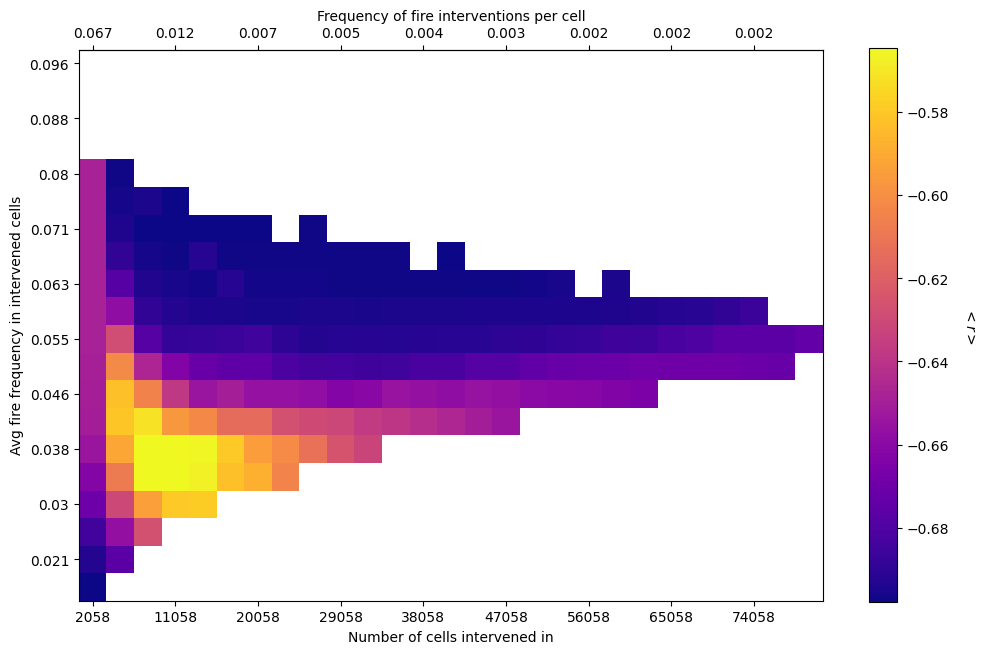 Frequency of fire interventions per cell
0.067 0.012 0.007 0.005 0.004 0.003 0.002 0.002 0.002
0.096
0.088
0.08
0.071
0.063
0.055
0.046
0.038
0.03
0.021
Avg fire frequency in intervened cells
2058 11058 20058 29058 38058 47058 56058 65058 74058
Number of cells intervened in
−0.58
−0.60
−0.62
−0.64
−0.66
−0.68
< r >